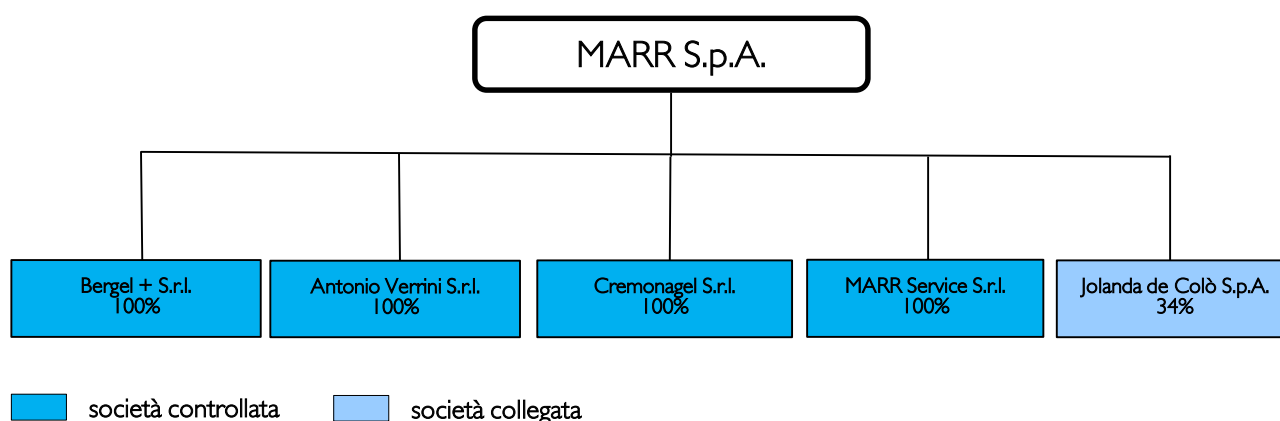 MARR S.p.A.
Bergel + S.r.l.
100%
Antonio Verrini S.r.l.
100%
Cremonagel S.r.l.
100%
MARR Service S.r.l.
100%
Jolanda de Colò S.p.A.
34%
società controllata
società collegata